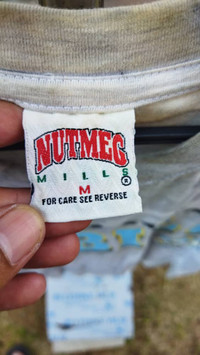 NUTMEG
MILLS ®
M
FOR CARE SEE REVERSE